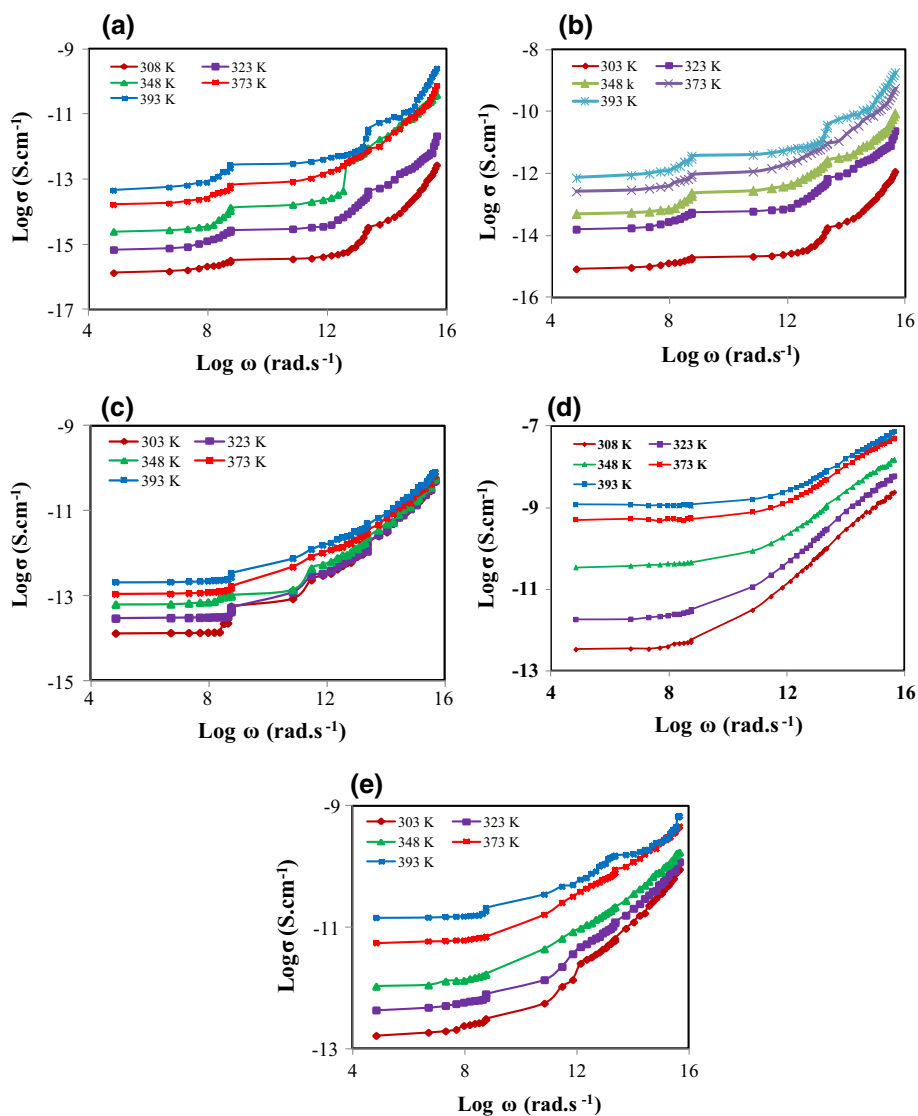 (a)
-9
-11
-13
-15
-17
Log σ (S.cm⁻¹)
308 K 323 K
348 K 373 K
393 K
4 8 12 16
Log ω (rad.s⁻¹)
(b)
-8
-10
-12
-14
-16
Log σ (S.cm⁻¹)
303 K 323 K
348 k 373 K
393 K
4 8 12 16
Log ω (rad.s⁻¹)
(c)
-9
-11
-13
-15
Log σ (S.cm⁻¹)
303 K 323 K
348 K 373 K
393 K
4 8 12 16
Log ω (rad.s⁻¹)
(d)
-7
-9
-11
-13
Log σ (S.cm⁻¹)
308 K 323 K
348 K 373 K
393 K
4 8 12 16
Log ω (rad.s⁻¹)
(e)
-9
-11
-13
Log σ (S.cm⁻¹)
303 K 323 K
348 K 373 K
393 K
4 8 12 16
Log ω (rad.s⁻¹)